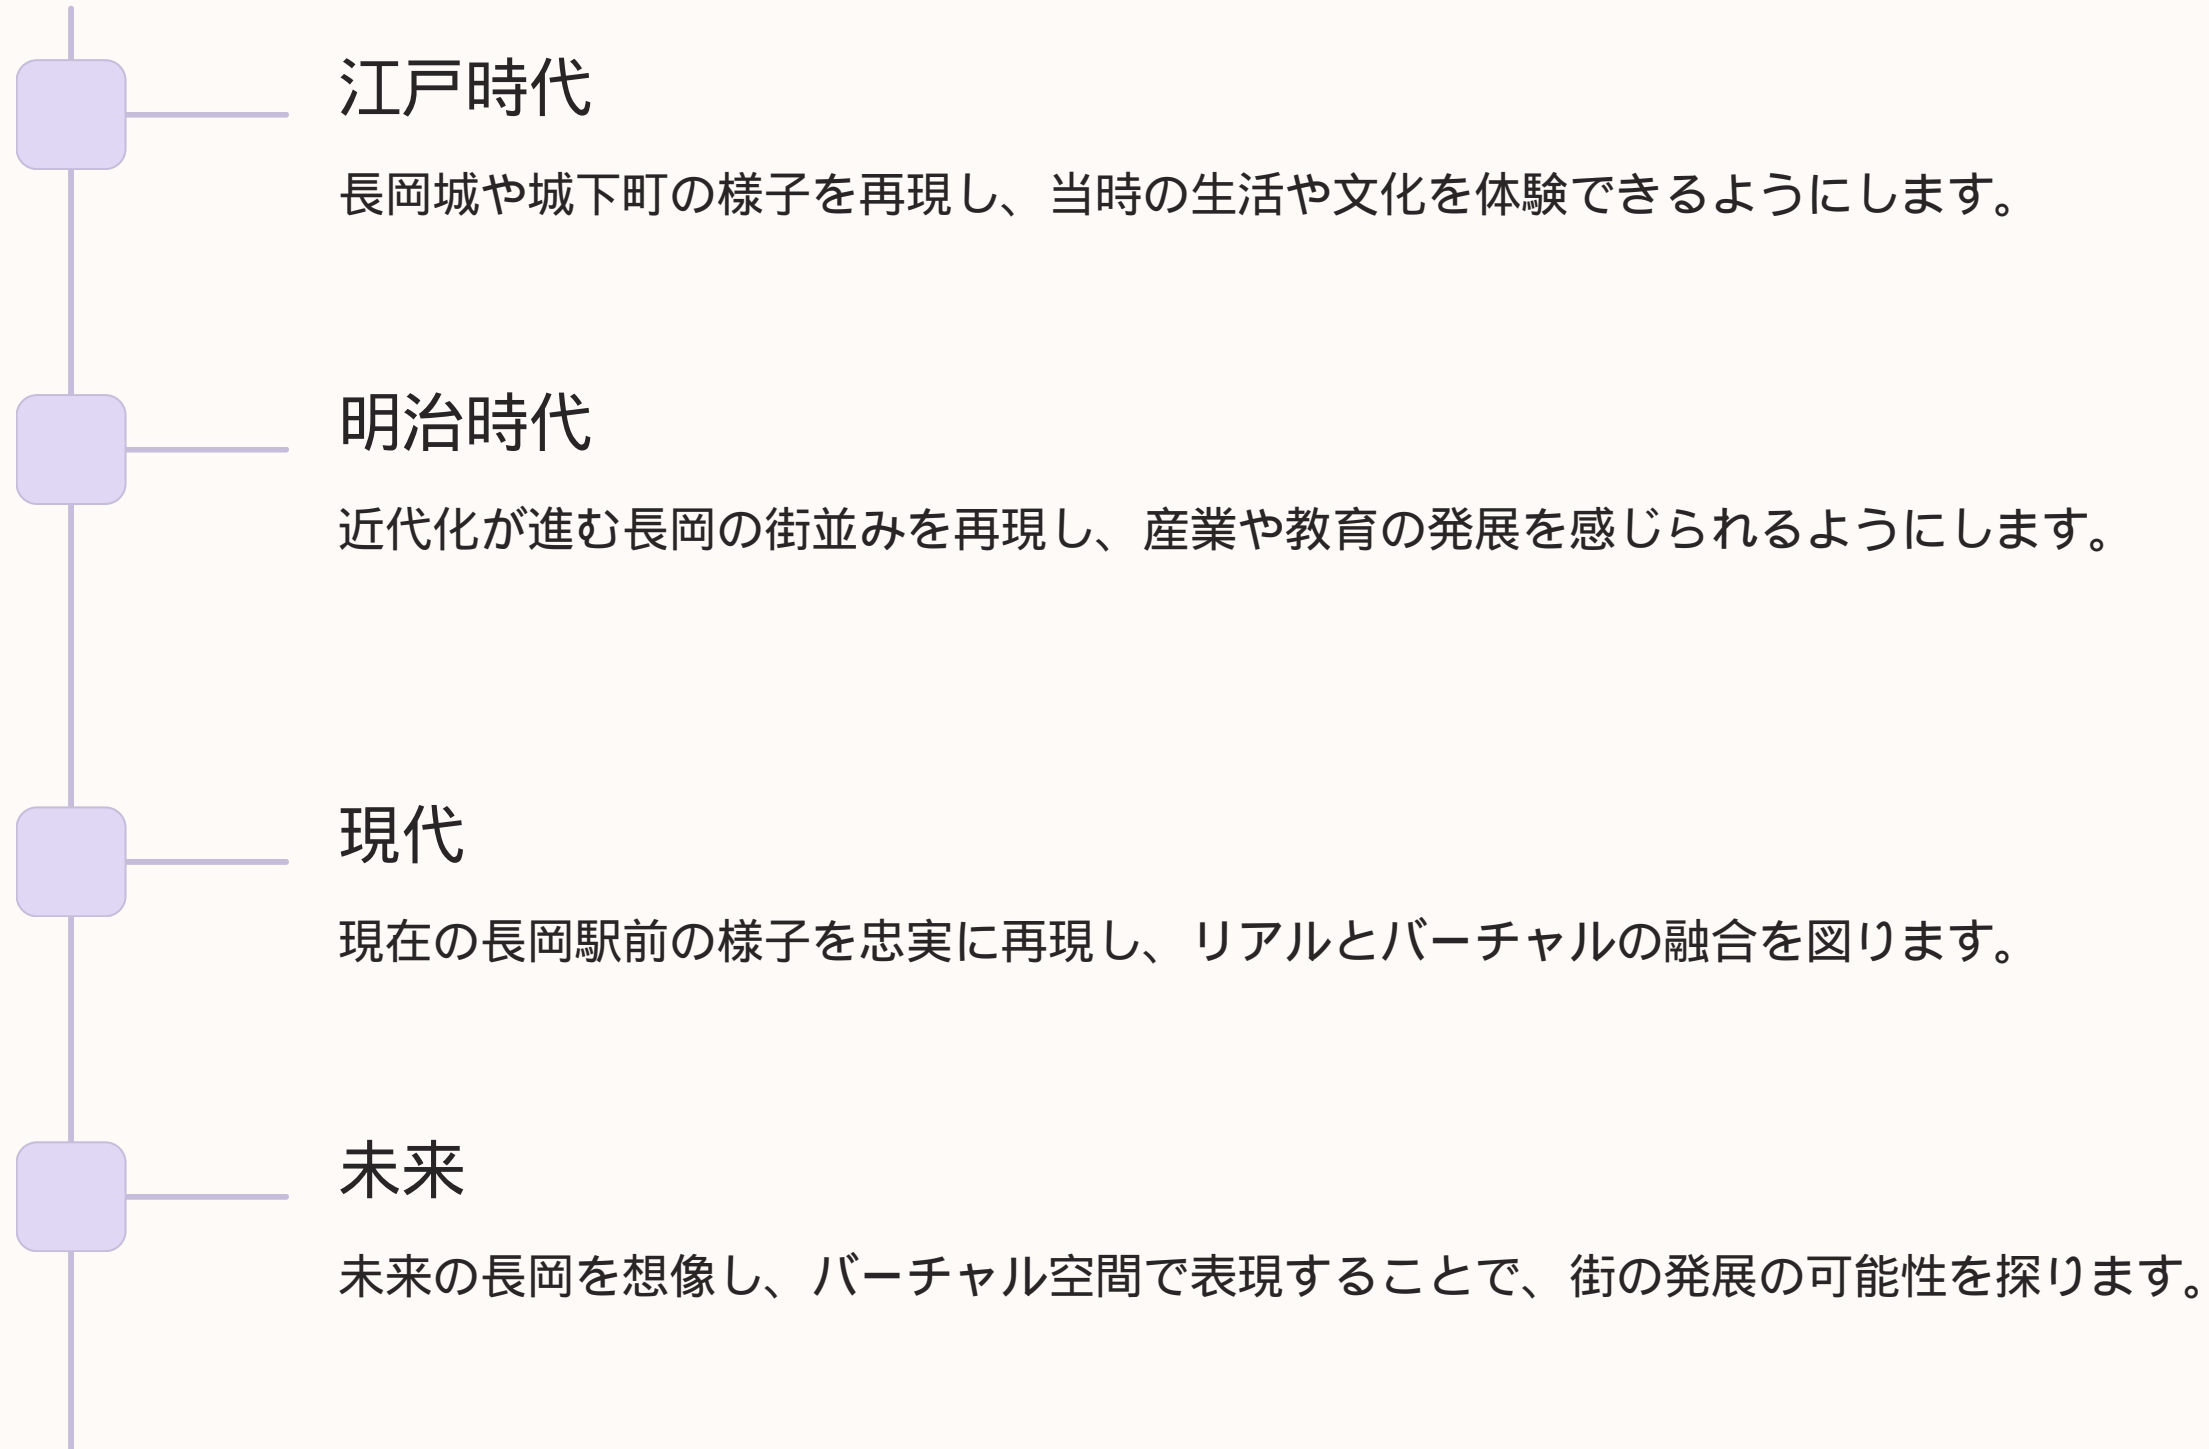 江戸時代
長岡城や城下町の様子を再現し、当時の生活や文化を体験できるようにします。
明治時代
近代化が進む長岡の街並みを再現し、産業や教育の発展を感じられるようにします。
現代
現在の長岡駅前の様子を忠実に再現し、リアルとバーチャルの融合を図ります。
未来
未来の長岡を想像し、バーチャル空間で表現することで、街の発展の可能性を探ります。